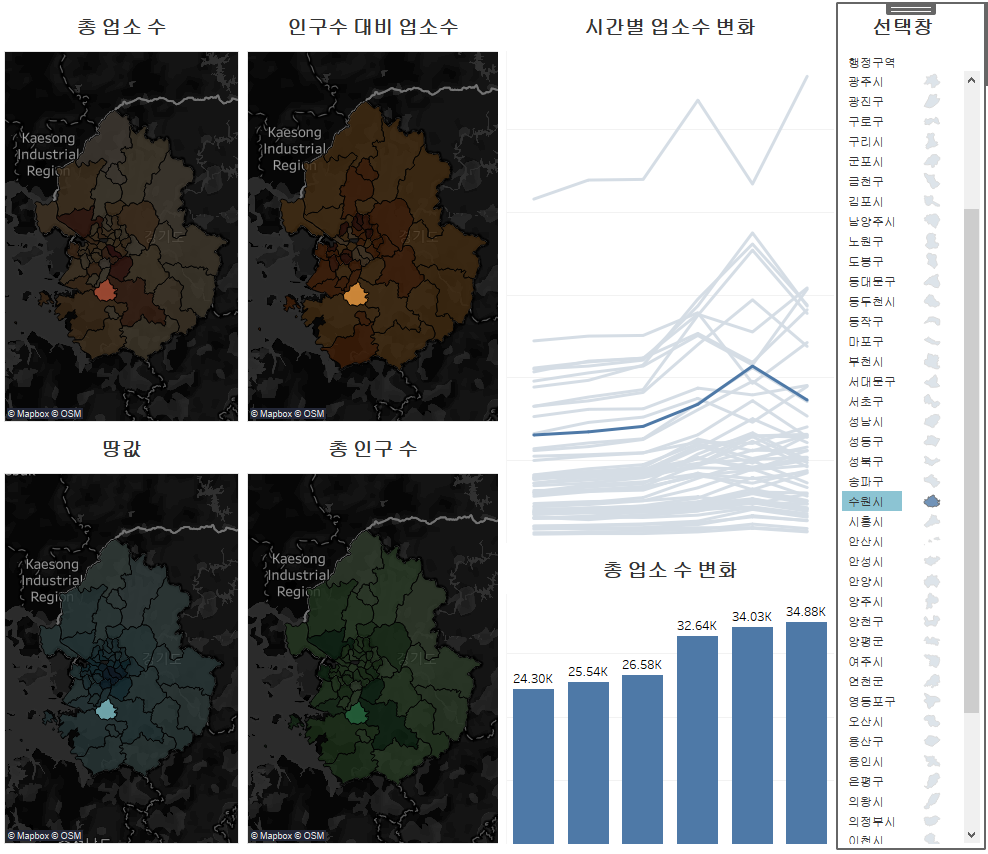 총 업소 수
인구수 대비 업소수
시간별 업소수 변화
선택창
Kaesong
Industrial
Region
경기도
© Mapbox © OSM
Kaesong
Industrial
Region
© Mapbox © OSM
행정구역
광주시
광진구
구로구
구리시
군포시
금천구
김포시
남양주시
노원구
도봉구
동대문구
동두천시
동작구
마포구
부천시
서대문구
서초구
성남시
성동구
성북구
송파구
수원시
시흥시
안산시
안성시
안양시
양주시
양천구
양평군
여주시
연천군
영등포구
오산시
용산구
용인시
은평구
의왕시
의정부시
이천시
땅값
총 인구 수
Kaesong
Industrial
Region
경기도
© Mapbox © OSM
Kaesong
Industrial
Region
경기도
© Mapbox © OSM
총 업소 수 변화
24.30K
25.54K
26.58K
32.64K
34.03K
34.88K